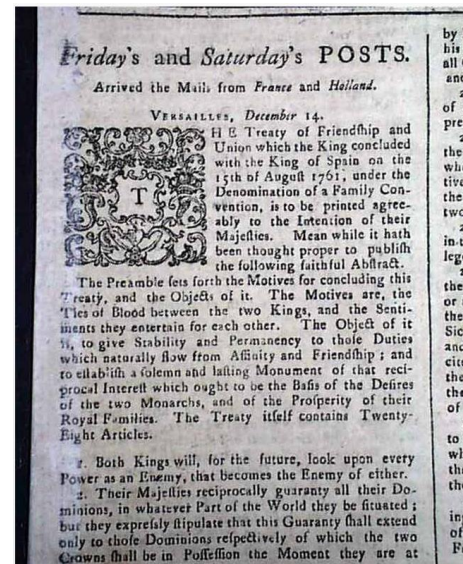 Friday's and Saturday's POSTS.
Arrived the Mails from France and Holland.
VERSAILLES, December 14.
THE Treaty of Friendſhip and
Union which the King concluded
with the King of Spain on the
15th of Auguſt 1761, under the
Denomination of a Family Con-
vention, is to be printed agree-
ably to the Intention of their
Majeſties. Mean while it hath
been thought proper to publiſh
the following faithful Abſtract.
The Preamble ſets forth the Motives for concluding this
Treaty, and the Objects of it. The Motives are, the
Ties of Blood between the two Kings, and the Senti-
ments they entertain for each other. The Object of it
is, to give Stability and Permanency to thoſe Duties
which naturally flow from Affinity and Friendſhip; and
to eſtabliſh a ſolemn and laſting Monument of that reci-
procal Intereſt which ought to be the Baſis of the Deſires
of the two Monarchs, and of the Proſperity of their
Royal Families. The Treaty itſelf contains Twenty-
Eight Articles.
1. Both Kings will, for the future, look upon every
Power as an Enemy, that becomes the Enemy of either.
2. Their Majeſties reciprocally guaranty all their Do-
minions, in whatever Part of the World they be ſituated;
but they expreſsly ſtipulate that this Guaranty ſhall extend
only to thoſe Dominions reſpectively of which the two
Crowns ſhall be in Poſſeſſion the Moment they are at